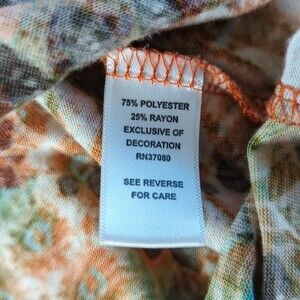 75% POLYESTER
25% RAYON
EXCLUSIVE OF
DECORATION
RN37080
SEE REVERSE
FOR CARE